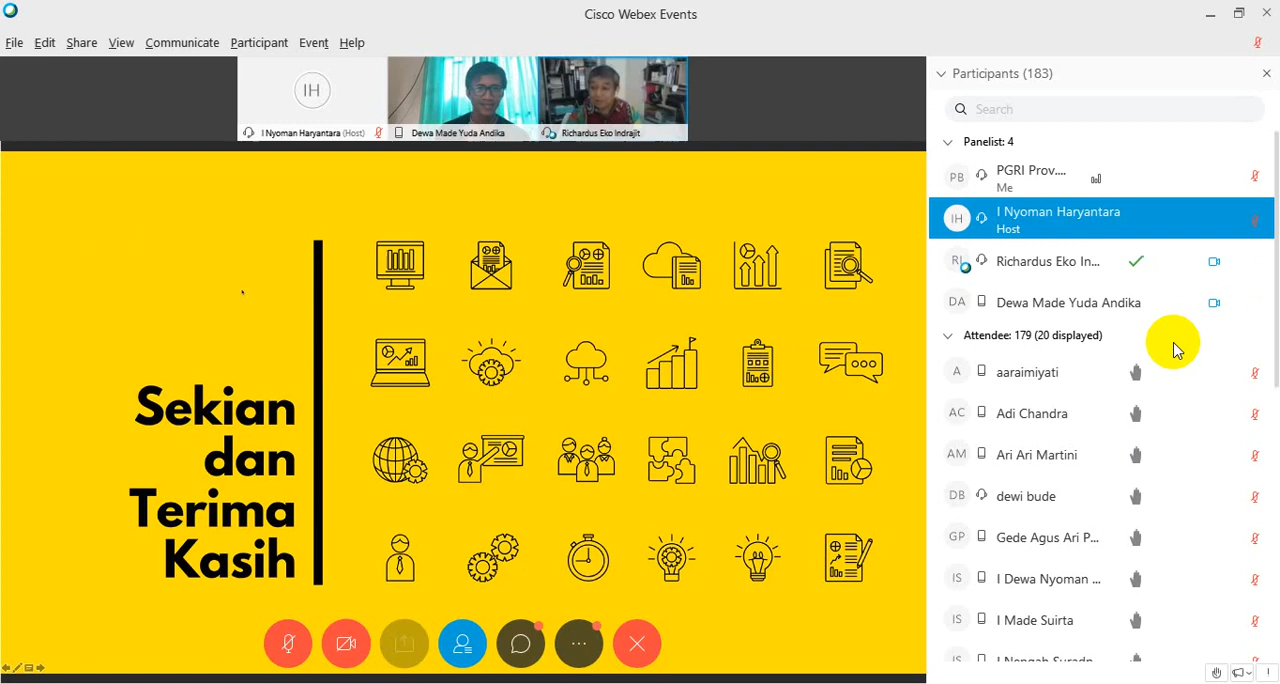 Cisco Webex Events
File Edit Share View Communicate Participant Event Help
IH
I Nyoman Haryantara (Host)
Dewa Made Yuda Andika
Richardus Eko Indrajit
Sekian
dan
Terima
Kasih
Participants (183)
Search
Panelist: 4
PB PGRI Prov....
Me
IH I Nyoman Haryantara
Host
RI Richardus Eko In...
DA Dewa Made Yuda Andika
Attendee: 179 (20 displayed)
A aaraimiyati
AC Adi Chandra
AM Ari Ari Martini
DB dewi bude
GP Gede Agus Ari P...
IS I Dewa Nyoman ...
IS I Made Suirta
IS I Nengah